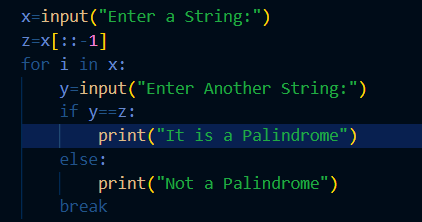 x=input("Enter a String:")
z=x[::-1]
for i in x:
    y=input("Enter Another String:")
    if y==z:
        print("It is a Palindrome")
    else:
        print("Not a Palindrome")
    break